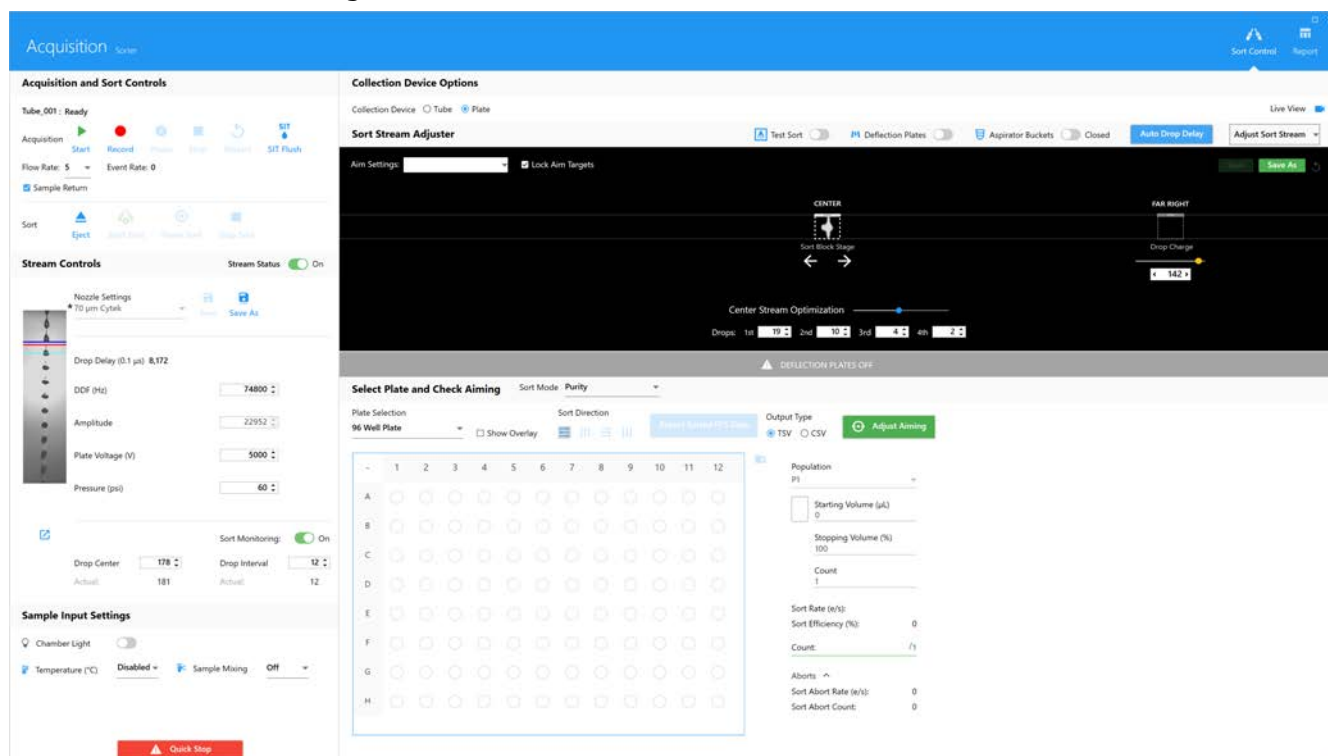 Acquisition Sorter
Sort Control Report
Acquisition and Sort Controls
Tube_001 : Ready
Acquisition Start Record SIT SIT Flush
Flow Rate: 5 Event Rate: 0
Sample Return
Sort Eject
Stream Controls Stream Status On
Nozzle Settings
* 70 µm Cytek Save As
Drop Delay (0.1 µs) 8,172
DDF (Hz) 74800
Amplitude 22952
Plate Voltage (V) 5000
Pressure (psi) 60
Sort Monitoring: On
Drop Center 178 Drop Interval 12
Actual: 181 Actual: 12
Sample Input Settings
Chamber Light
Temperature (°C) Disabled Sample Mixing Off
Quick Stop
Collection Device Options
Collection Device Tube Plate Live View
Sort Stream Adjuster Test Sort Deflection Plates Aspirator Buckets Closed Auto Drop Delay Adjust Sort Stream
Aim Settings: Lock Aim Targets Save As
CENTER FAR RIGHT
Sort Block Stage Drop Charge
142
Center Stream Optimization
Drops: 1st 19 2nd 10 3rd 4 4th 2
DEFLECTION PLATES OFF
Select Plate and Check Aiming Sort Mode Purity
Plate Selection Sort Direction Output Type
96 Well Plate Show Overlay TSV CSV Adjust Aiming
- 1 2 3 4 5 6 7 8 9 10 11 12
A
B
C
D
E
F
G
H
Population
P1
Starting Volume (µL)
0
Stopping Volume (%)
100
Count
1
Sort Rate (e/s):
Sort Efficiency (%): 0
Count: /1
Aborts
Sort Abort Rate (e/s): 0
Sort Abort Count: 0